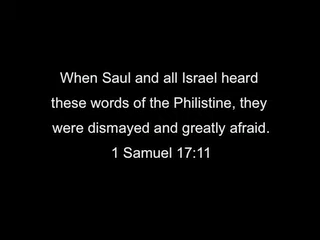 When Saul and all Israel heard
these words of the Philistine, they
were dismayed and greatly afraid.
1 Samuel 17:11